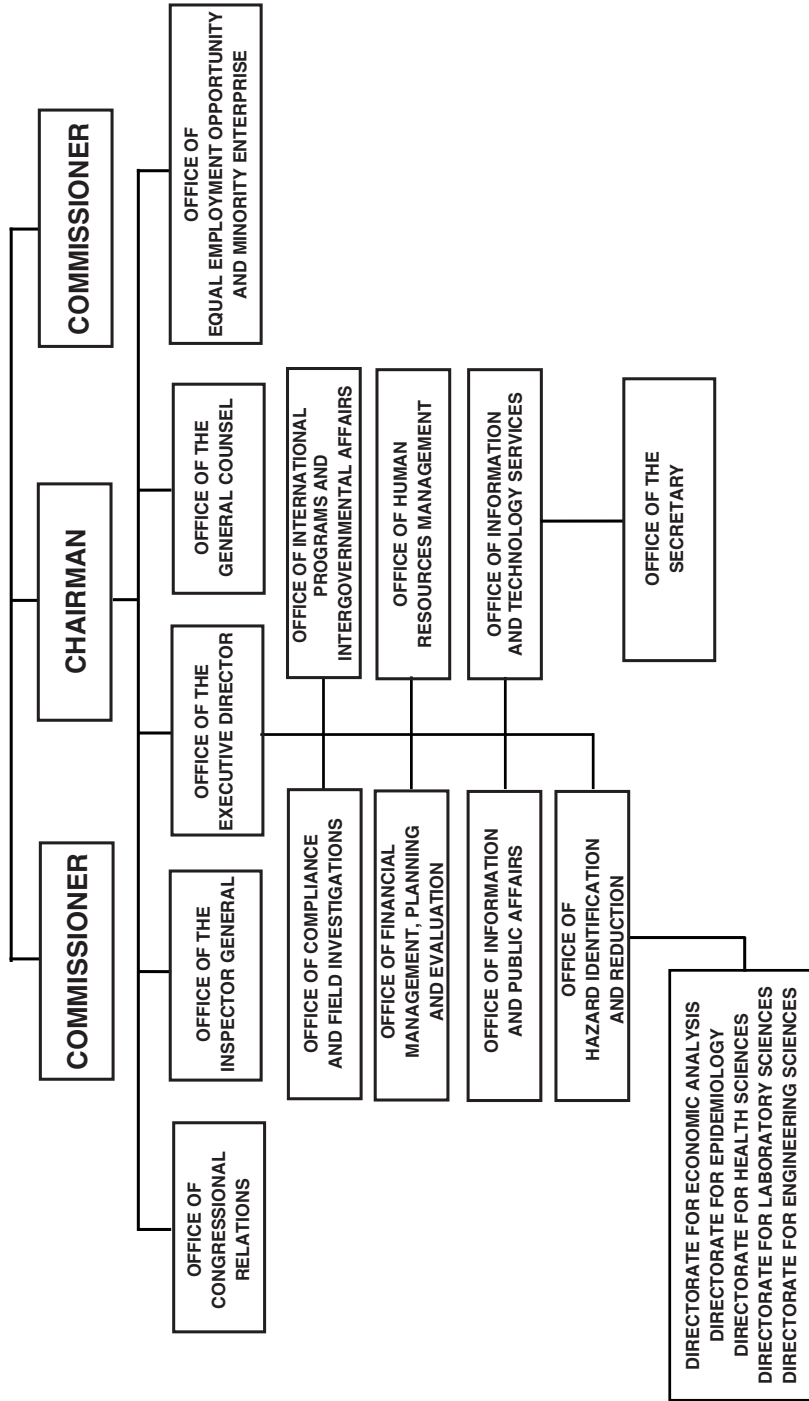 COMMISSIONER
CHAIRMAN
COMMISSIONER
OFFICE OF
CONGRESSIONAL
RELATIONS
OFFICE OF THE
INSPECTOR GENERAL
OFFICE OF THE
EXECUTIVE DIRECTOR
OFFICE OF THE
GENERAL COUNSEL
OFFICE OF
EQUAL EMPLOYMENT OPPORTUNITY
AND MINORITY ENTERPRISE
OFFICE OF COMPLIANCE
AND FIELD INVESTIGATIONS
OFFICE OF INTERNATIONAL
PROGRAMS AND
INTERGOVERNMENTAL AFFAIRS
OFFICE OF FINANCIAL
MANAGEMENT, PLANNING
AND EVALUATION
OFFICE OF HUMAN
RESOURCES MANAGEMENT
OFFICE OF INFORMATION
AND PUBLIC AFFAIRS
OFFICE OF INFORMATION
AND TECHNOLOGY SERVICES
OFFICE OF
HAZARD IDENTIFICATION
AND REDUCTION
OFFICE OF THE
SECRETARY
DIRECTORATE FOR ECONOMIC ANALYSIS
DIRECTORATE FOR EPIDEMIOLOGY
DIRECTORATE FOR HEALTH SCIENCES
DIRECTORATE FOR LABORATORY SCIENCES
DIRECTORATE FOR ENGINEERING SCIENCES